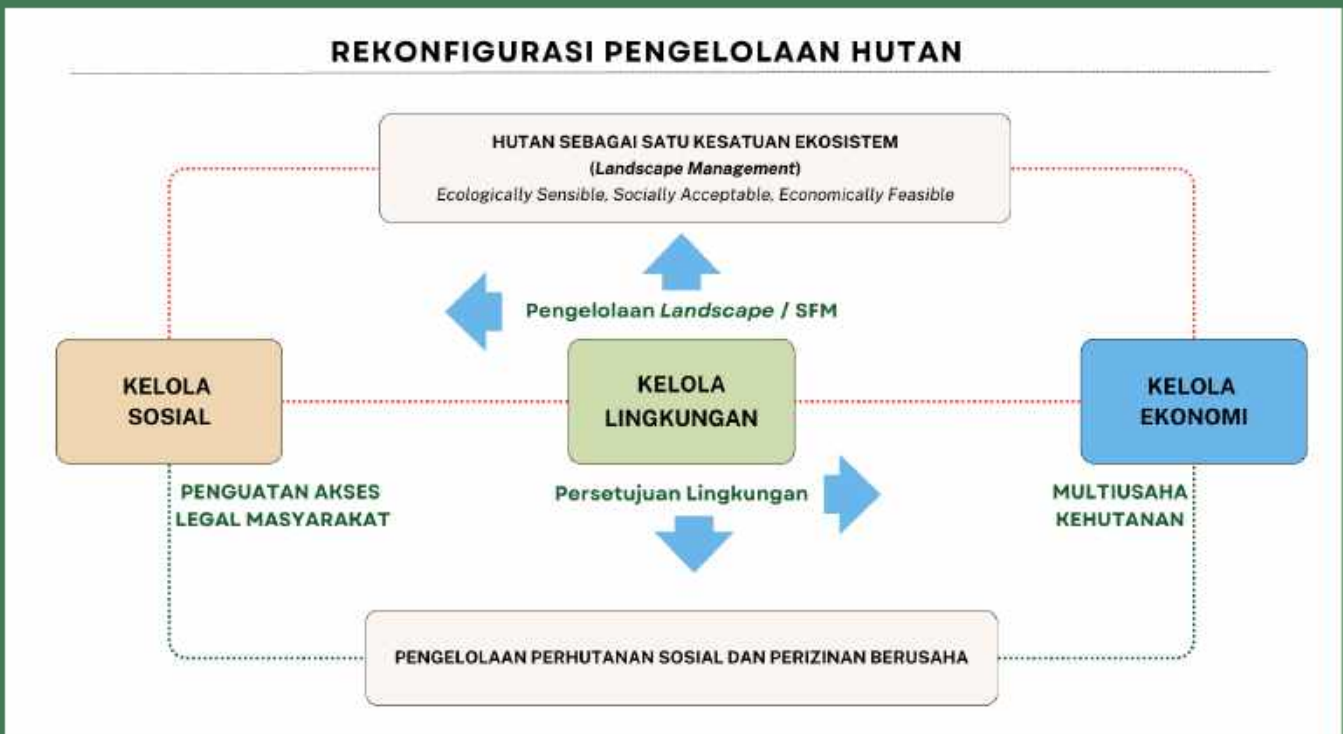 REKONFIGURASI PENGELOLAAN HUTAN
HUTAN SEBAGAI SATU KESATUAN EKOSISTEM
(Landscape Management)
Ecologically Sensible, Socially Acceptable, Economically Feasible
Pengelolaan Landscape / SFM
KELOLA
SOSIAL
KELOLA
LINGKUNGAN
KELOLA
EKONOMI
PENGUATAN AKSES
LEGAL MASYARAKAT
Persetujuan Lingkungan
MULTIUSAHA
KEHUTANAN
PENGELOLAAN PERHUTANAN SOSIAL DAN PERIZINAN BERUSAHA